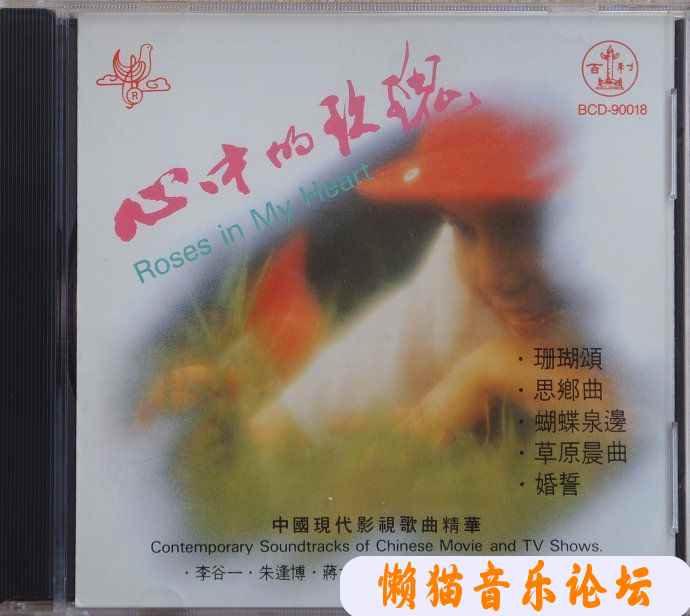 R
百利
BCD-90018
心中的玫瑰
Roses in My Heart
·珊瑚頌
·思鄉曲
·蝴蝶泉邊
·草原晨曲
·婚誓
中國現代影視歌曲精華
Contemporary Soundtracks of Chinese Movie and TV Shows.
·李谷一·朱逢博·蔣
懒猫音乐论坛